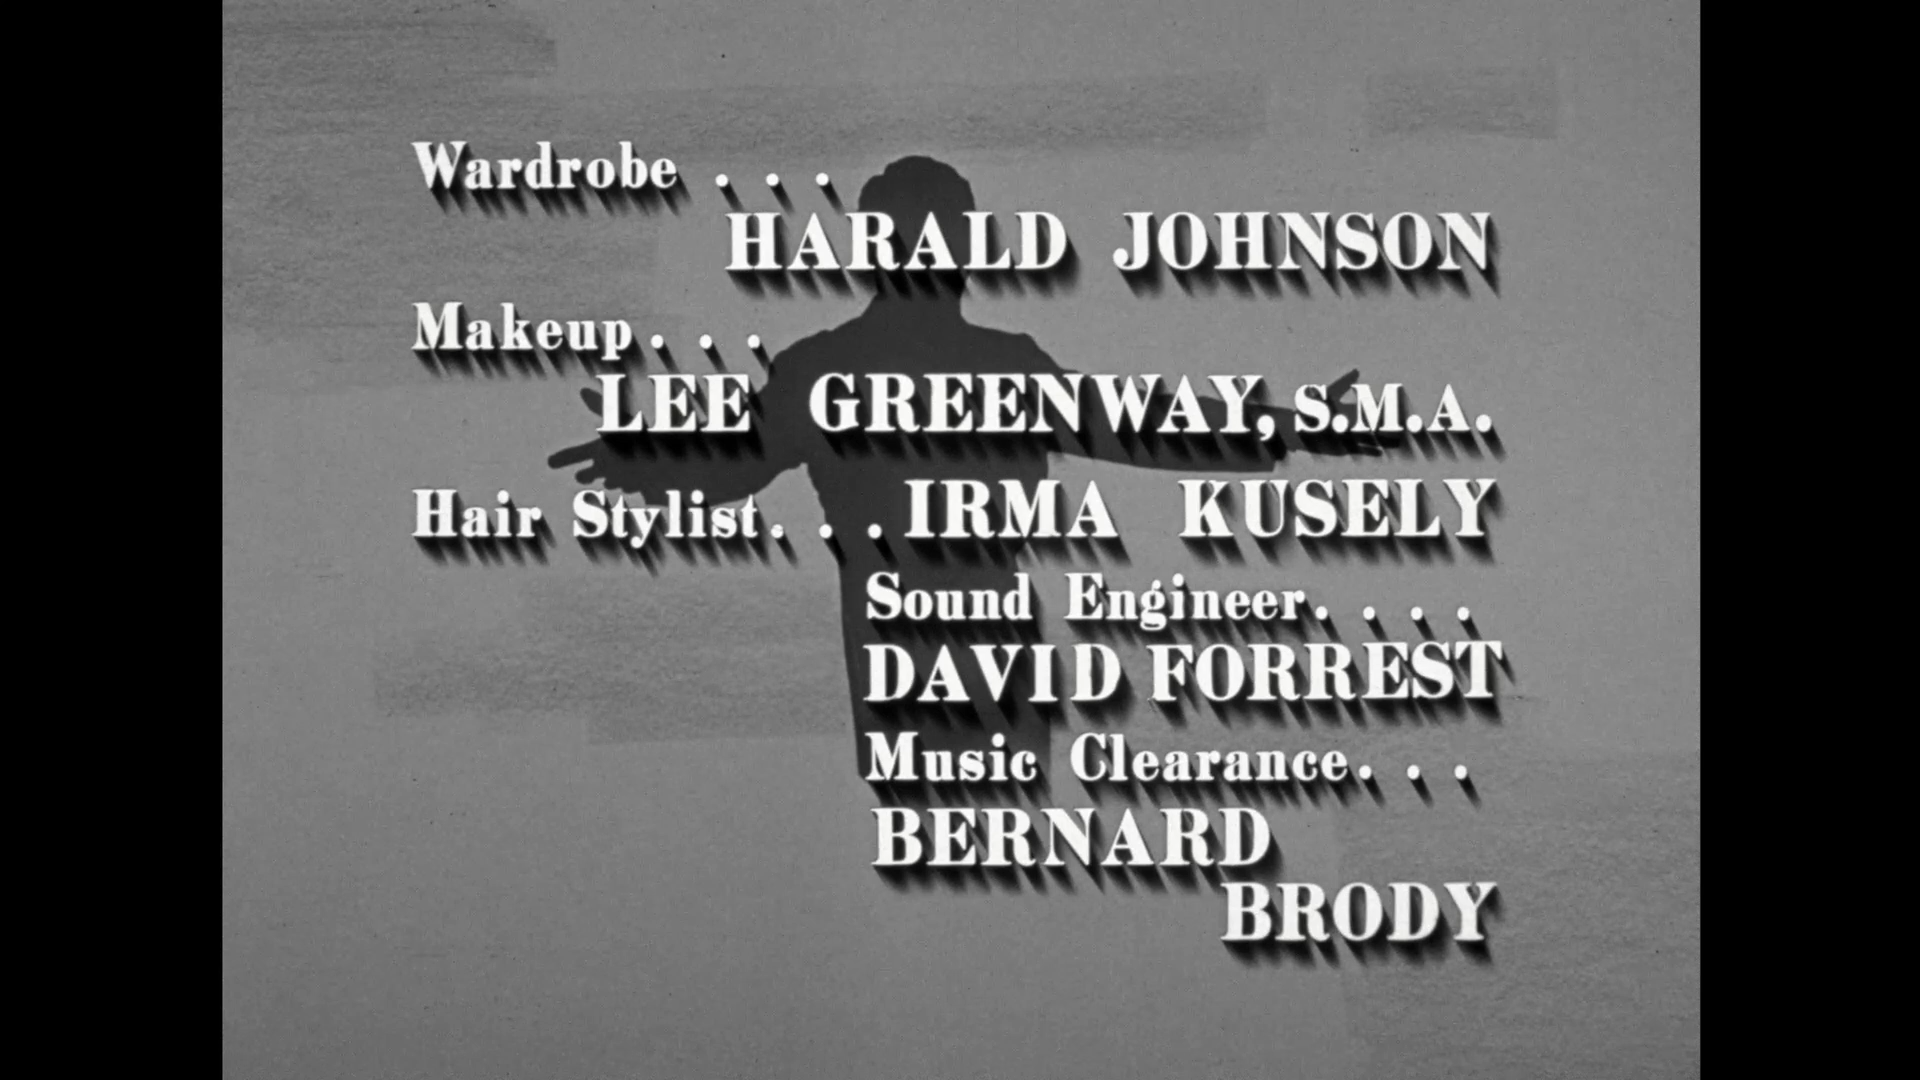 Wardrobe . . .
HARALD JOHNSON
Makeup . . .
LEE GREENWAY, S.M.A.
Hair Stylist . . . IRMA KUSELY
Sound Engineer . . . .
DAVID FORREST
Music Clearance . . .
BERNARD
BRODY